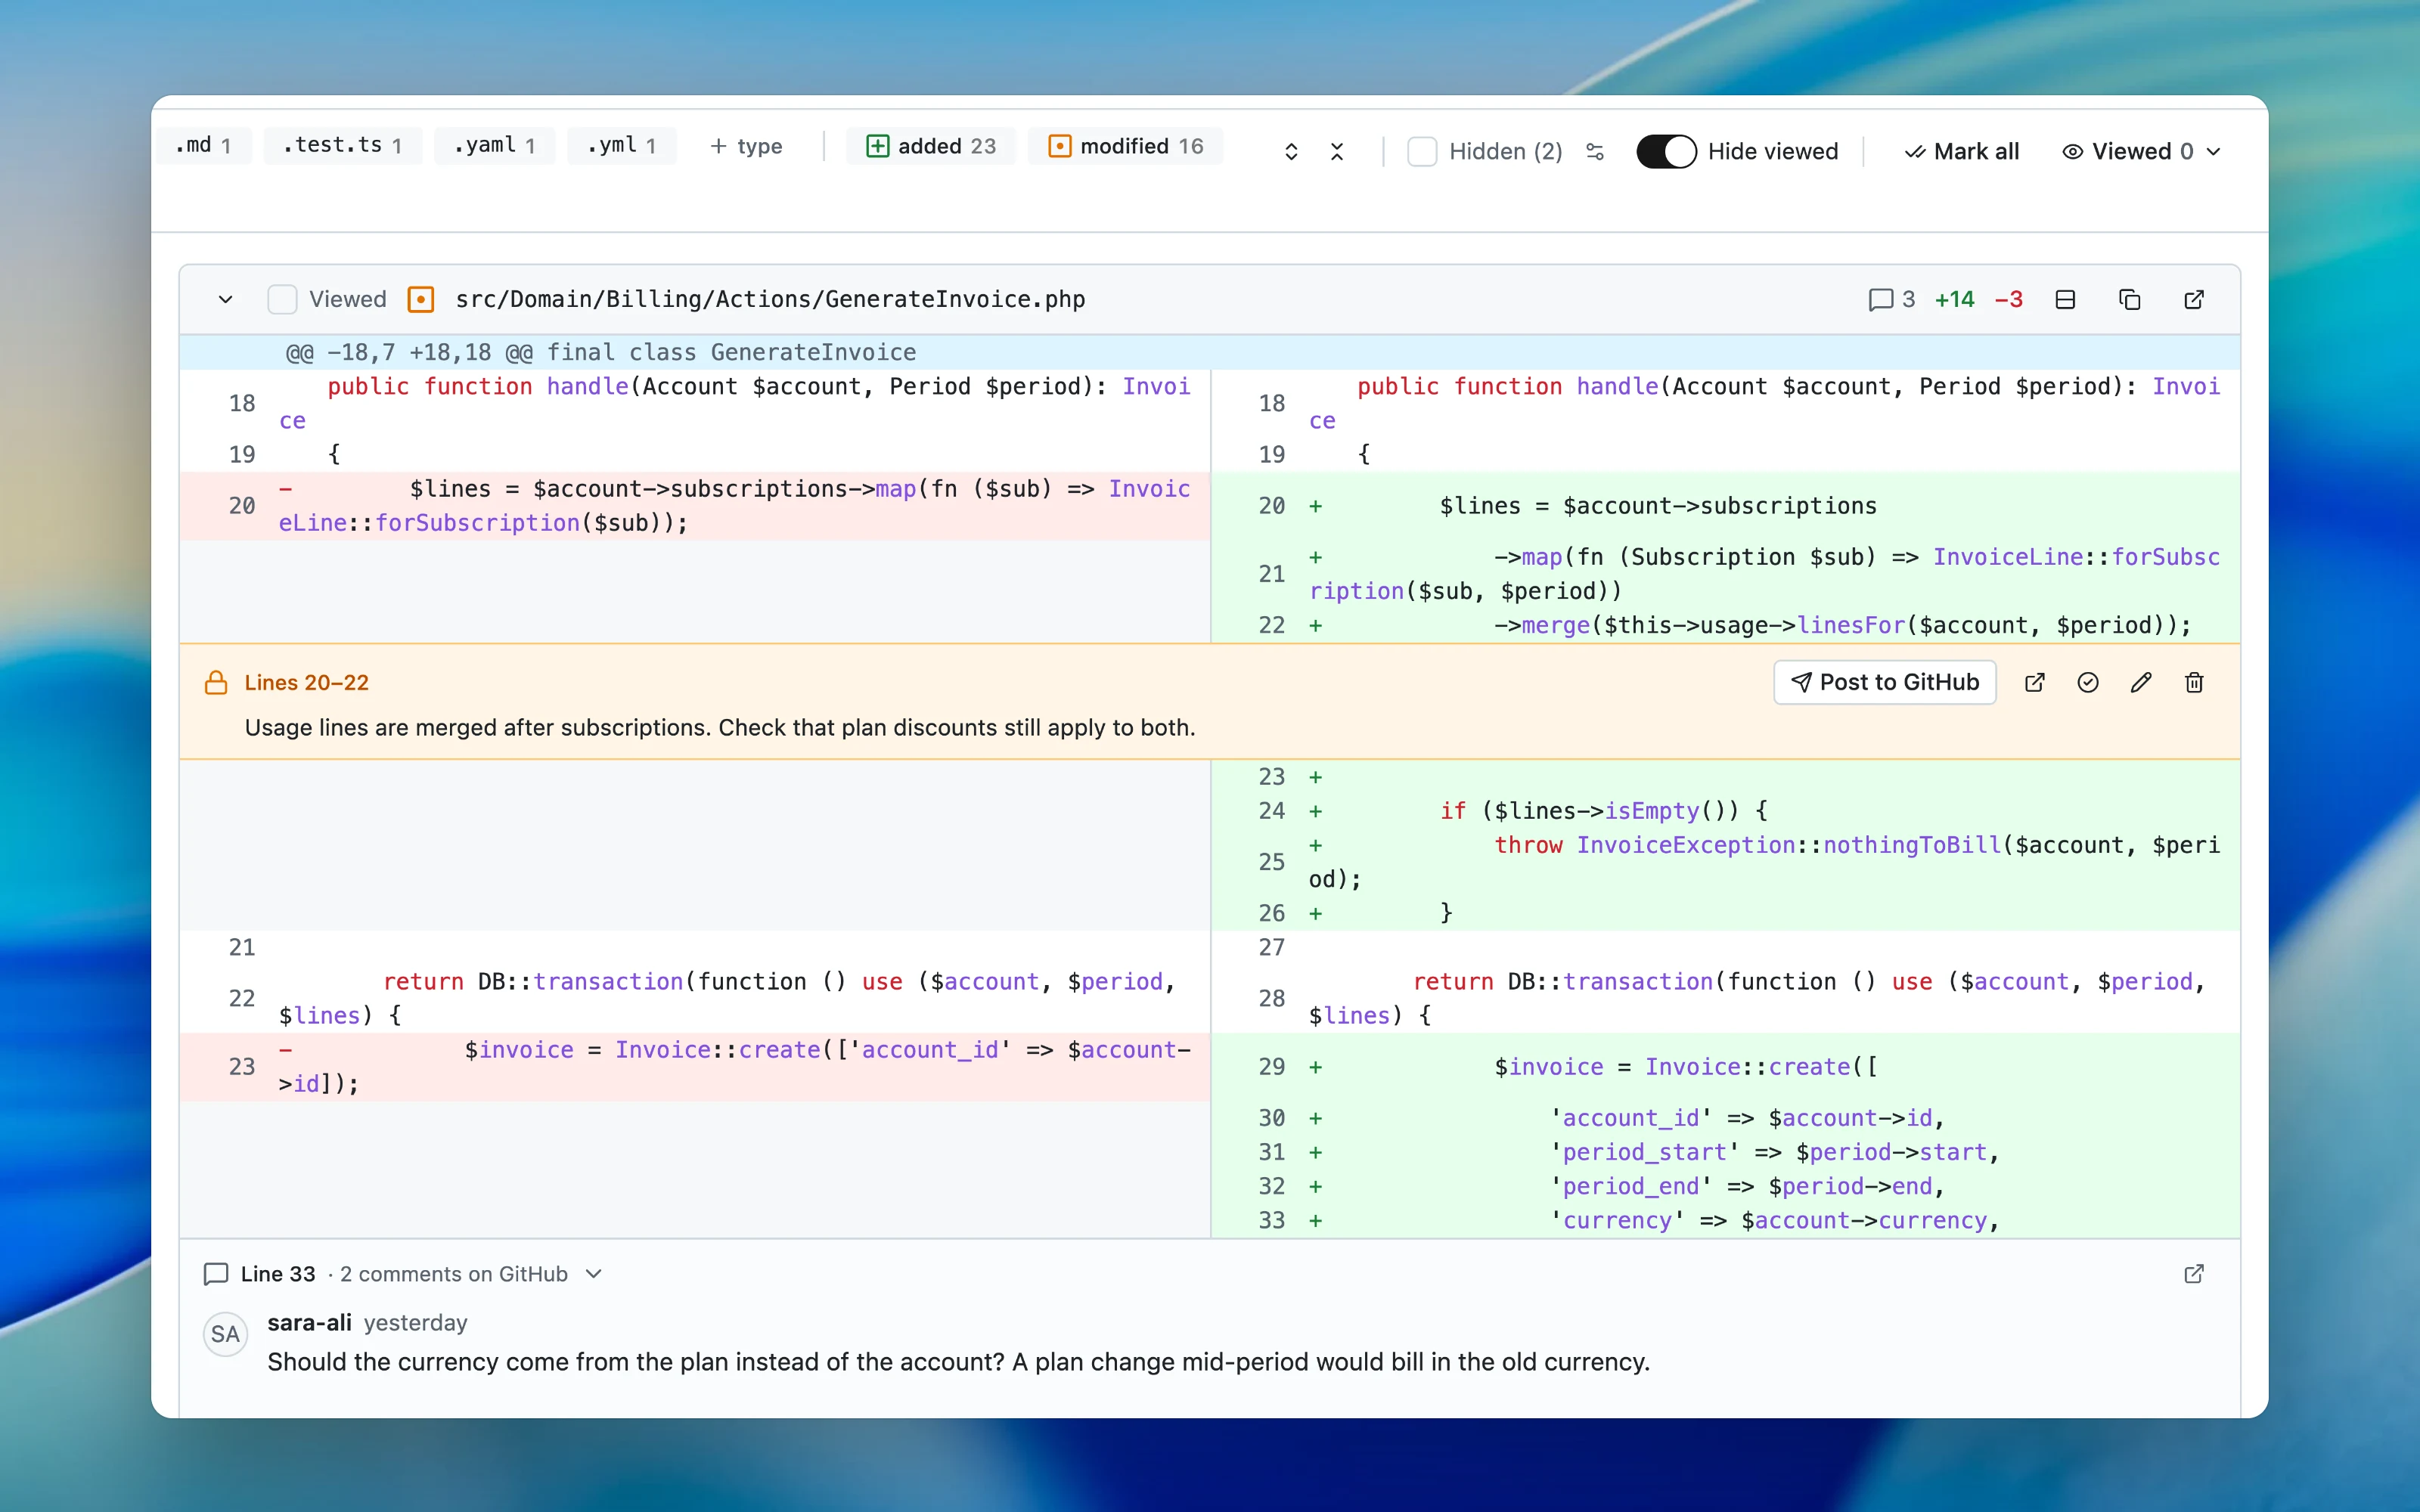 .md 1 .test.ts 1 .yaml 1 .yml 1 + type added 23 modified 16 Hidden (2) Hide viewed Mark all Viewed 0
Viewed src/Domain/Billing/Actions/GenerateInvoice.php 3 +14 −3
@@ −18,7 +18,18 @@ final class GenerateInvoice
18 public function handle(Account $account, Period $period): Invoi
ce
19 {
20 − $lines = $account->subscriptions->map(fn ($sub) => Invoic
eLine::forSubscription($sub));
18 public function handle(Account $account, Period $period): Invoi
ce
19 {
20 + $lines = $account->subscriptions
21 + ->map(fn (Subscription $sub) => InvoiceLine::forSubsc
ription($sub, $period))
22 + ->merge($this->usage->linesFor($account, $period));
Lines 20–22 Post to GitHub
Usage lines are merged after subscriptions. Check that plan discounts still apply to both.
21
22 return DB::transaction(function () use ($account, $period,
$lines) {
23 − $invoice = Invoice::create(['account_id' => $account-
>id]);
23 +
24 + if ($lines->isEmpty()) {
25 + throw InvoiceException::nothingToBill($account, $peri
od);
26 + }
27
28 return DB::transaction(function () use ($account, $period,
$lines) {
29 + $invoice = Invoice::create([
30 + 'account_id' => $account->id,
31 + 'period_start' => $period->start,
32 + 'period_end' => $period->end,
33 + 'currency' => $account->currency,
Line 33 · 2 comments on GitHub
SA sara-ali yesterday
Should the currency come from the plan instead of the account? A plan change mid-period would bill in the old currency.